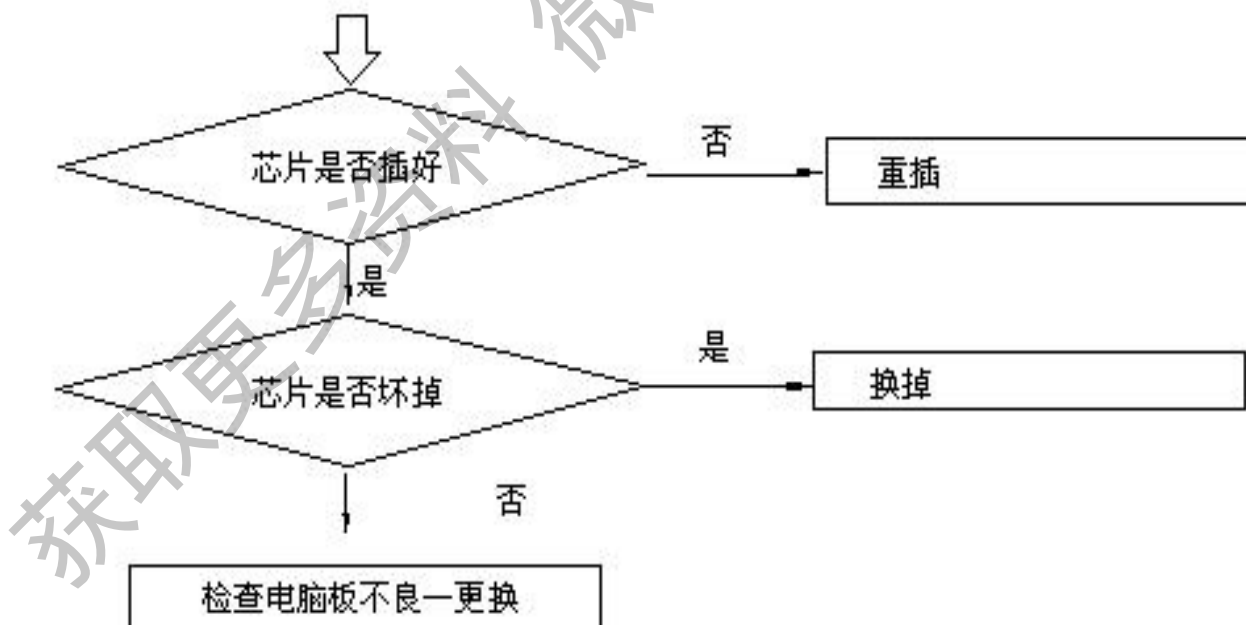 芯片是否插好
否
重插
是
芯片是否坏掉
是
换掉
否
检查电脑板不良一更换
获取更多资料 微